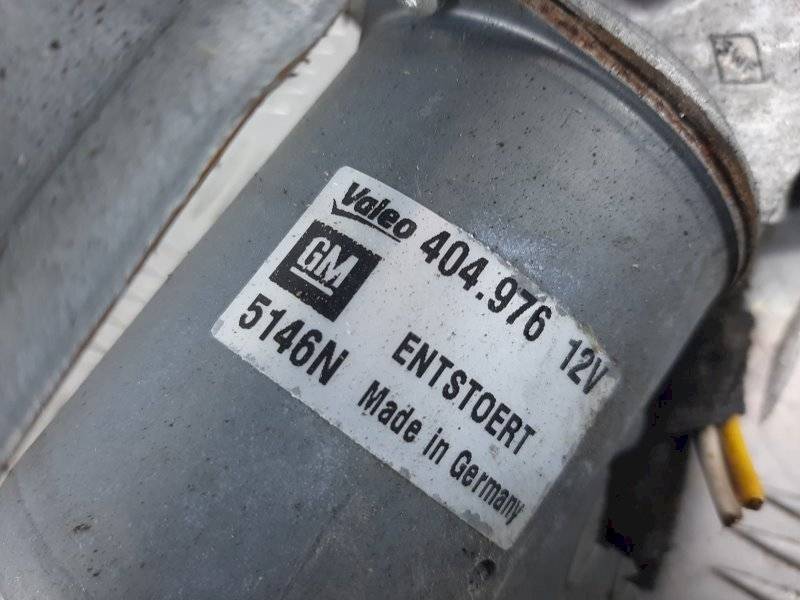 Valeo 404.976 12V
GM
5146N
ENTSTOERT
Made in Germany